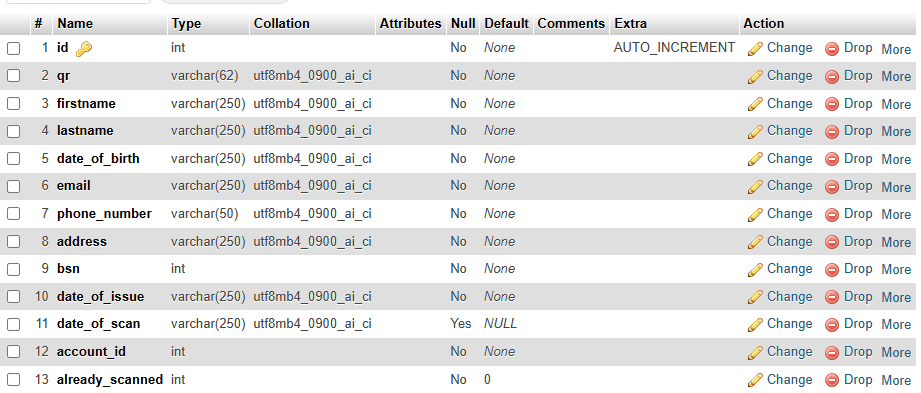 # Name Type Collation Attributes Null Default Comments Extra Action
1 id int No None AUTO_INCREMENT Change Drop More
2 qr varchar(62) utf8mb4_0900_ai_ci No None Change Drop More
3 firstname varchar(250) utf8mb4_0900_ai_ci No None Change Drop More
4 lastname varchar(250) utf8mb4_0900_ai_ci No None Change Drop More
5 date_of_birth varchar(250) utf8mb4_0900_ai_ci No None Change Drop More
6 email varchar(250) utf8mb4_0900_ai_ci No None Change Drop More
7 phone_number varchar(50) utf8mb4_0900_ai_ci No None Change Drop More
8 address varchar(250) utf8mb4_0900_ai_ci No None Change Drop More
9 bsn int No None Change Drop More
10 date_of_issue varchar(250) utf8mb4_0900_ai_ci No None Change Drop More
11 date_of_scan varchar(250) utf8mb4_0900_ai_ci Yes NULL Change Drop More
12 account_id int No None Change Drop More
13 already_scanned int No 0 Change Drop More